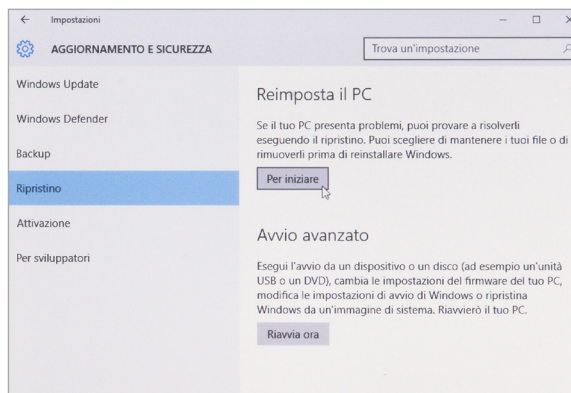 Impostazioni
AGGIORNAMENTO E SICUREZZA
Trova un'impostazione
Windows Update
Windows Defender
Backup
Ripristino
Attivazione
Per sviluppatori
Reimposta il PC
Se il tuo PC presenta problemi, puoi provare a risolverli
eseguendo il ripristino. Puoi scegliere di mantenere i tuoi file o di
rimuoverli prima di reinstallare Windows.
Per iniziare
Avvio avanzato
Esegui l'avvio da un dispositivo o un disco (ad esempio un'unità
USB o un DVD), cambia le impostazioni del firmware del tuo PC,
modifica le impostazioni di avvio di Windows o ripristina
Windows da un'immagine di sistema. Riavvierò il tuo PC.
Riavvia ora